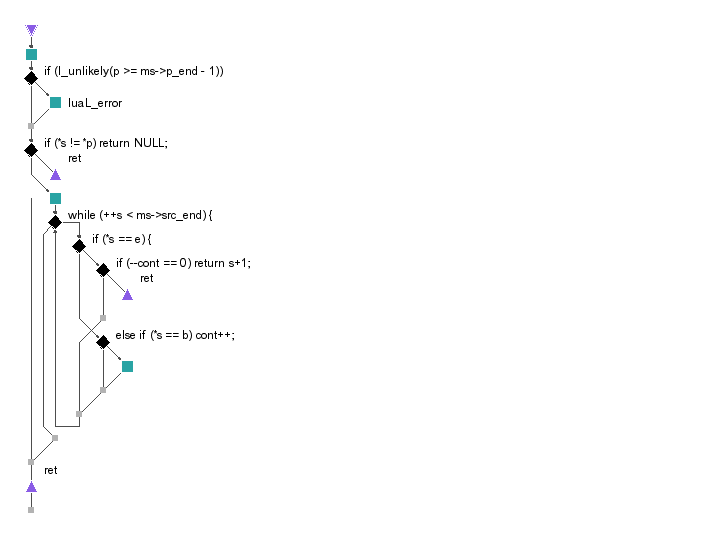 if (l_unlikely(p >= ms->p_end - 1))
luaL_error
if (*s != *p) return NULL;
ret
while (++s < ms->src_end) {
if (*s == e) {
if (--cont == 0) return s+1;
ret
else if (*s == b) cont++;
ret